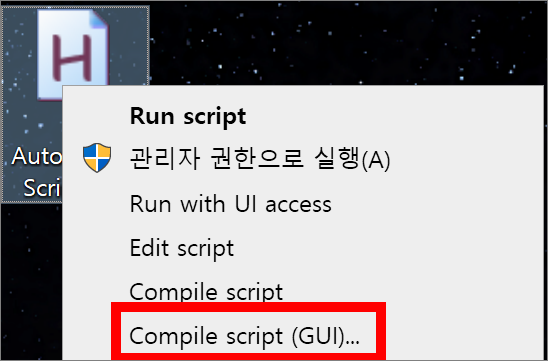 H
Auto
Scri
Run script
관리자 권한으로 실행(A)
Run with UI access
Edit script
Compile script
Compile script (GUI)...